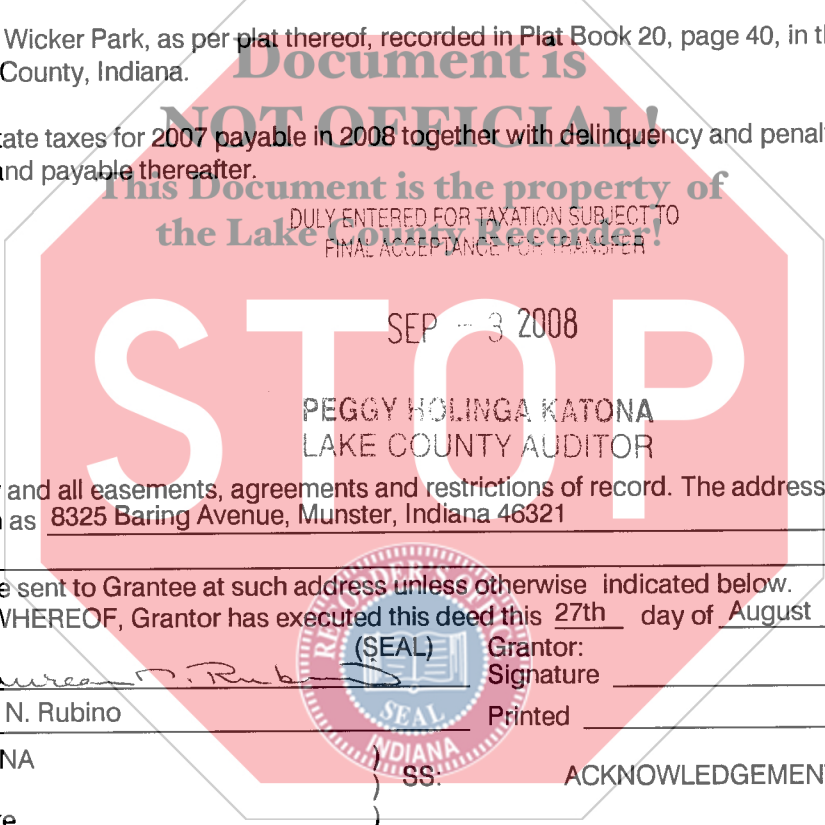 Wicker Park, as per plat thereof, recorded in Plat Book 20, page 40, in
County, Indiana.
Document is
NOT OFFICIAL!
tate taxes for 2007 payable in 2008 together with delinquency and penal
and payable thereafter.
This Document is the property of
the Lake County Recorder!
DULY ENTERED FOR TAXATION SUBJECT TO
FINAL ACCEPTANCE FOR TRANSFER
STOP
SEP - 3 2008
PEGGY HOLINGA KATONA
LAKE COUNTY AUDITOR
and all easements, agreements and restrictions of record. The address
as 8325 Baring Avenue, Munster, Indiana 46321
e sent to Grantee at such address unless otherwise indicated below.
WHEREOF, Grantor has executed this deed this 27th day of August
(SEAL) Grantor:
N. Rubino Signature
N. Rubino Printed
SEAL
INDIANA
NA
) SS: ACKNOWLEDGEMENT
)